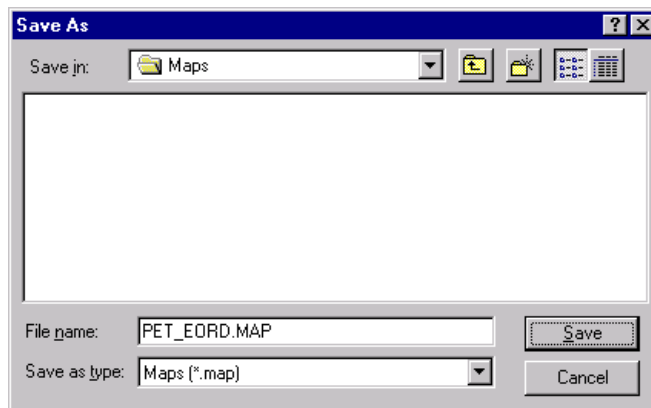 Save As
Save in: Maps
File name: PET_EORD.MAP
Save
Save as type: Maps (*.map)
Cancel